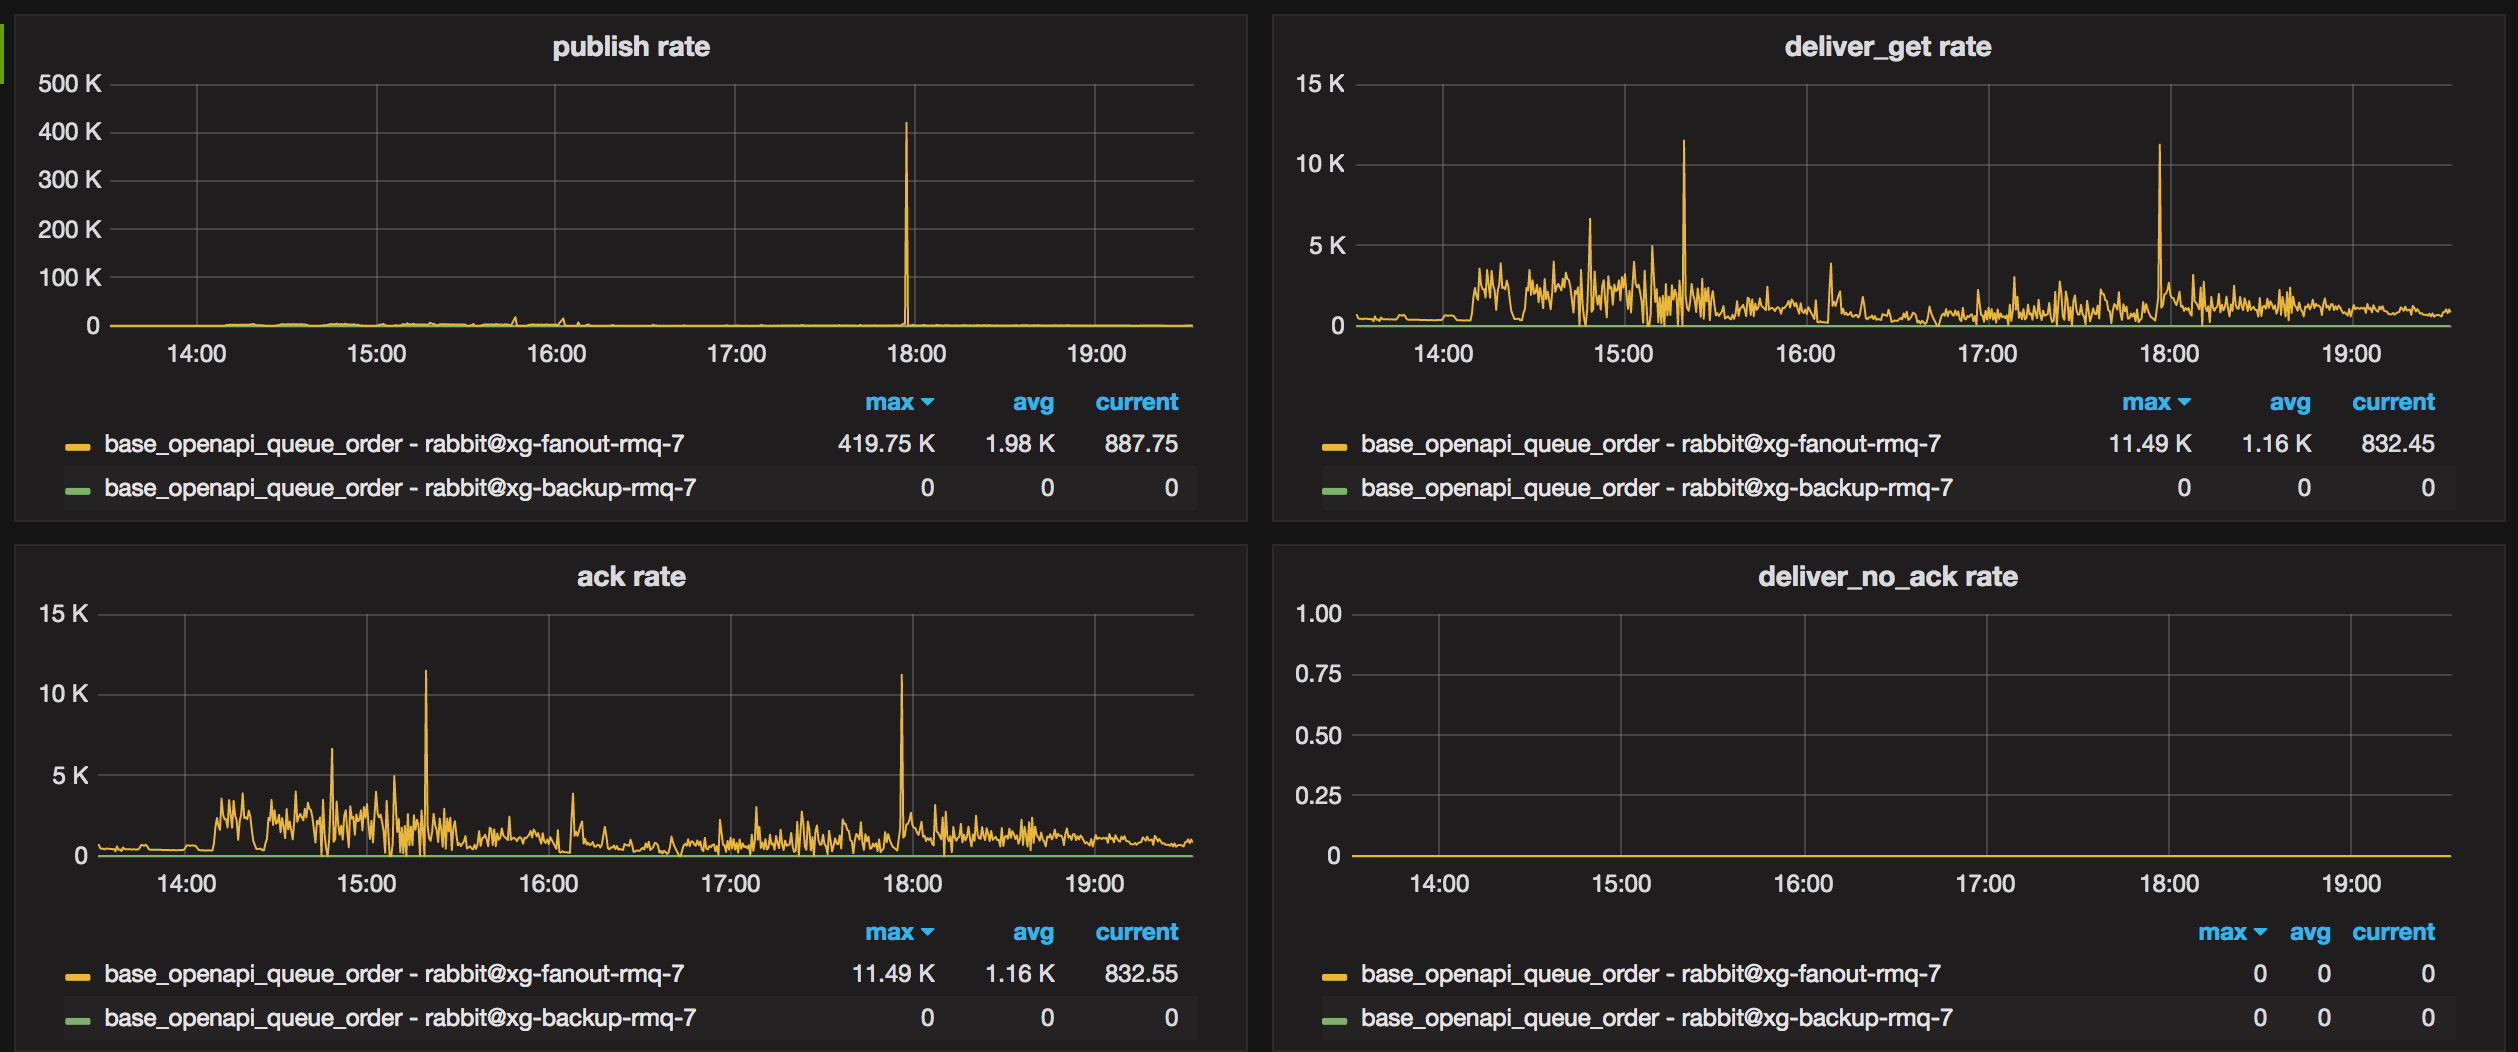 publish rate
500 K
400 K
300 K
200 K
100 K
0
14:00 15:00 16:00 17:00 18:00 19:00
max avg current
base_openapi_queue_order - rabbit@xg-fanout-rmq-7 419.75 K 1.98 K 887.75
base_openapi_queue_order - rabbit@xg-backup-rmq-7 0 0 0
deliver_get rate
15 K
10 K
5 K
0
14:00 15:00 16:00 17:00 18:00 19:00
max avg current
base_openapi_queue_order - rabbit@xg-fanout-rmq-7 11.49 K 1.16 K 832.45
base_openapi_queue_order - rabbit@xg-backup-rmq-7 0 0 0
ack rate
15 K
10 K
5 K
0
14:00 15:00 16:00 17:00 18:00 19:00
max avg current
base_openapi_queue_order - rabbit@xg-fanout-rmq-7 11.49 K 1.16 K 832.55
base_openapi_queue_order - rabbit@xg-backup-rmq-7 0 0 0
deliver_no_ack rate
1.00
0.75
0.50
0.25
0
14:00 15:00 16:00 17:00 18:00 19:00
max avg current
base_openapi_queue_order - rabbit@xg-fanout-rmq-7 0 0 0
base_openapi_queue_order - rabbit@xg-backup-rmq-7 0 0 0